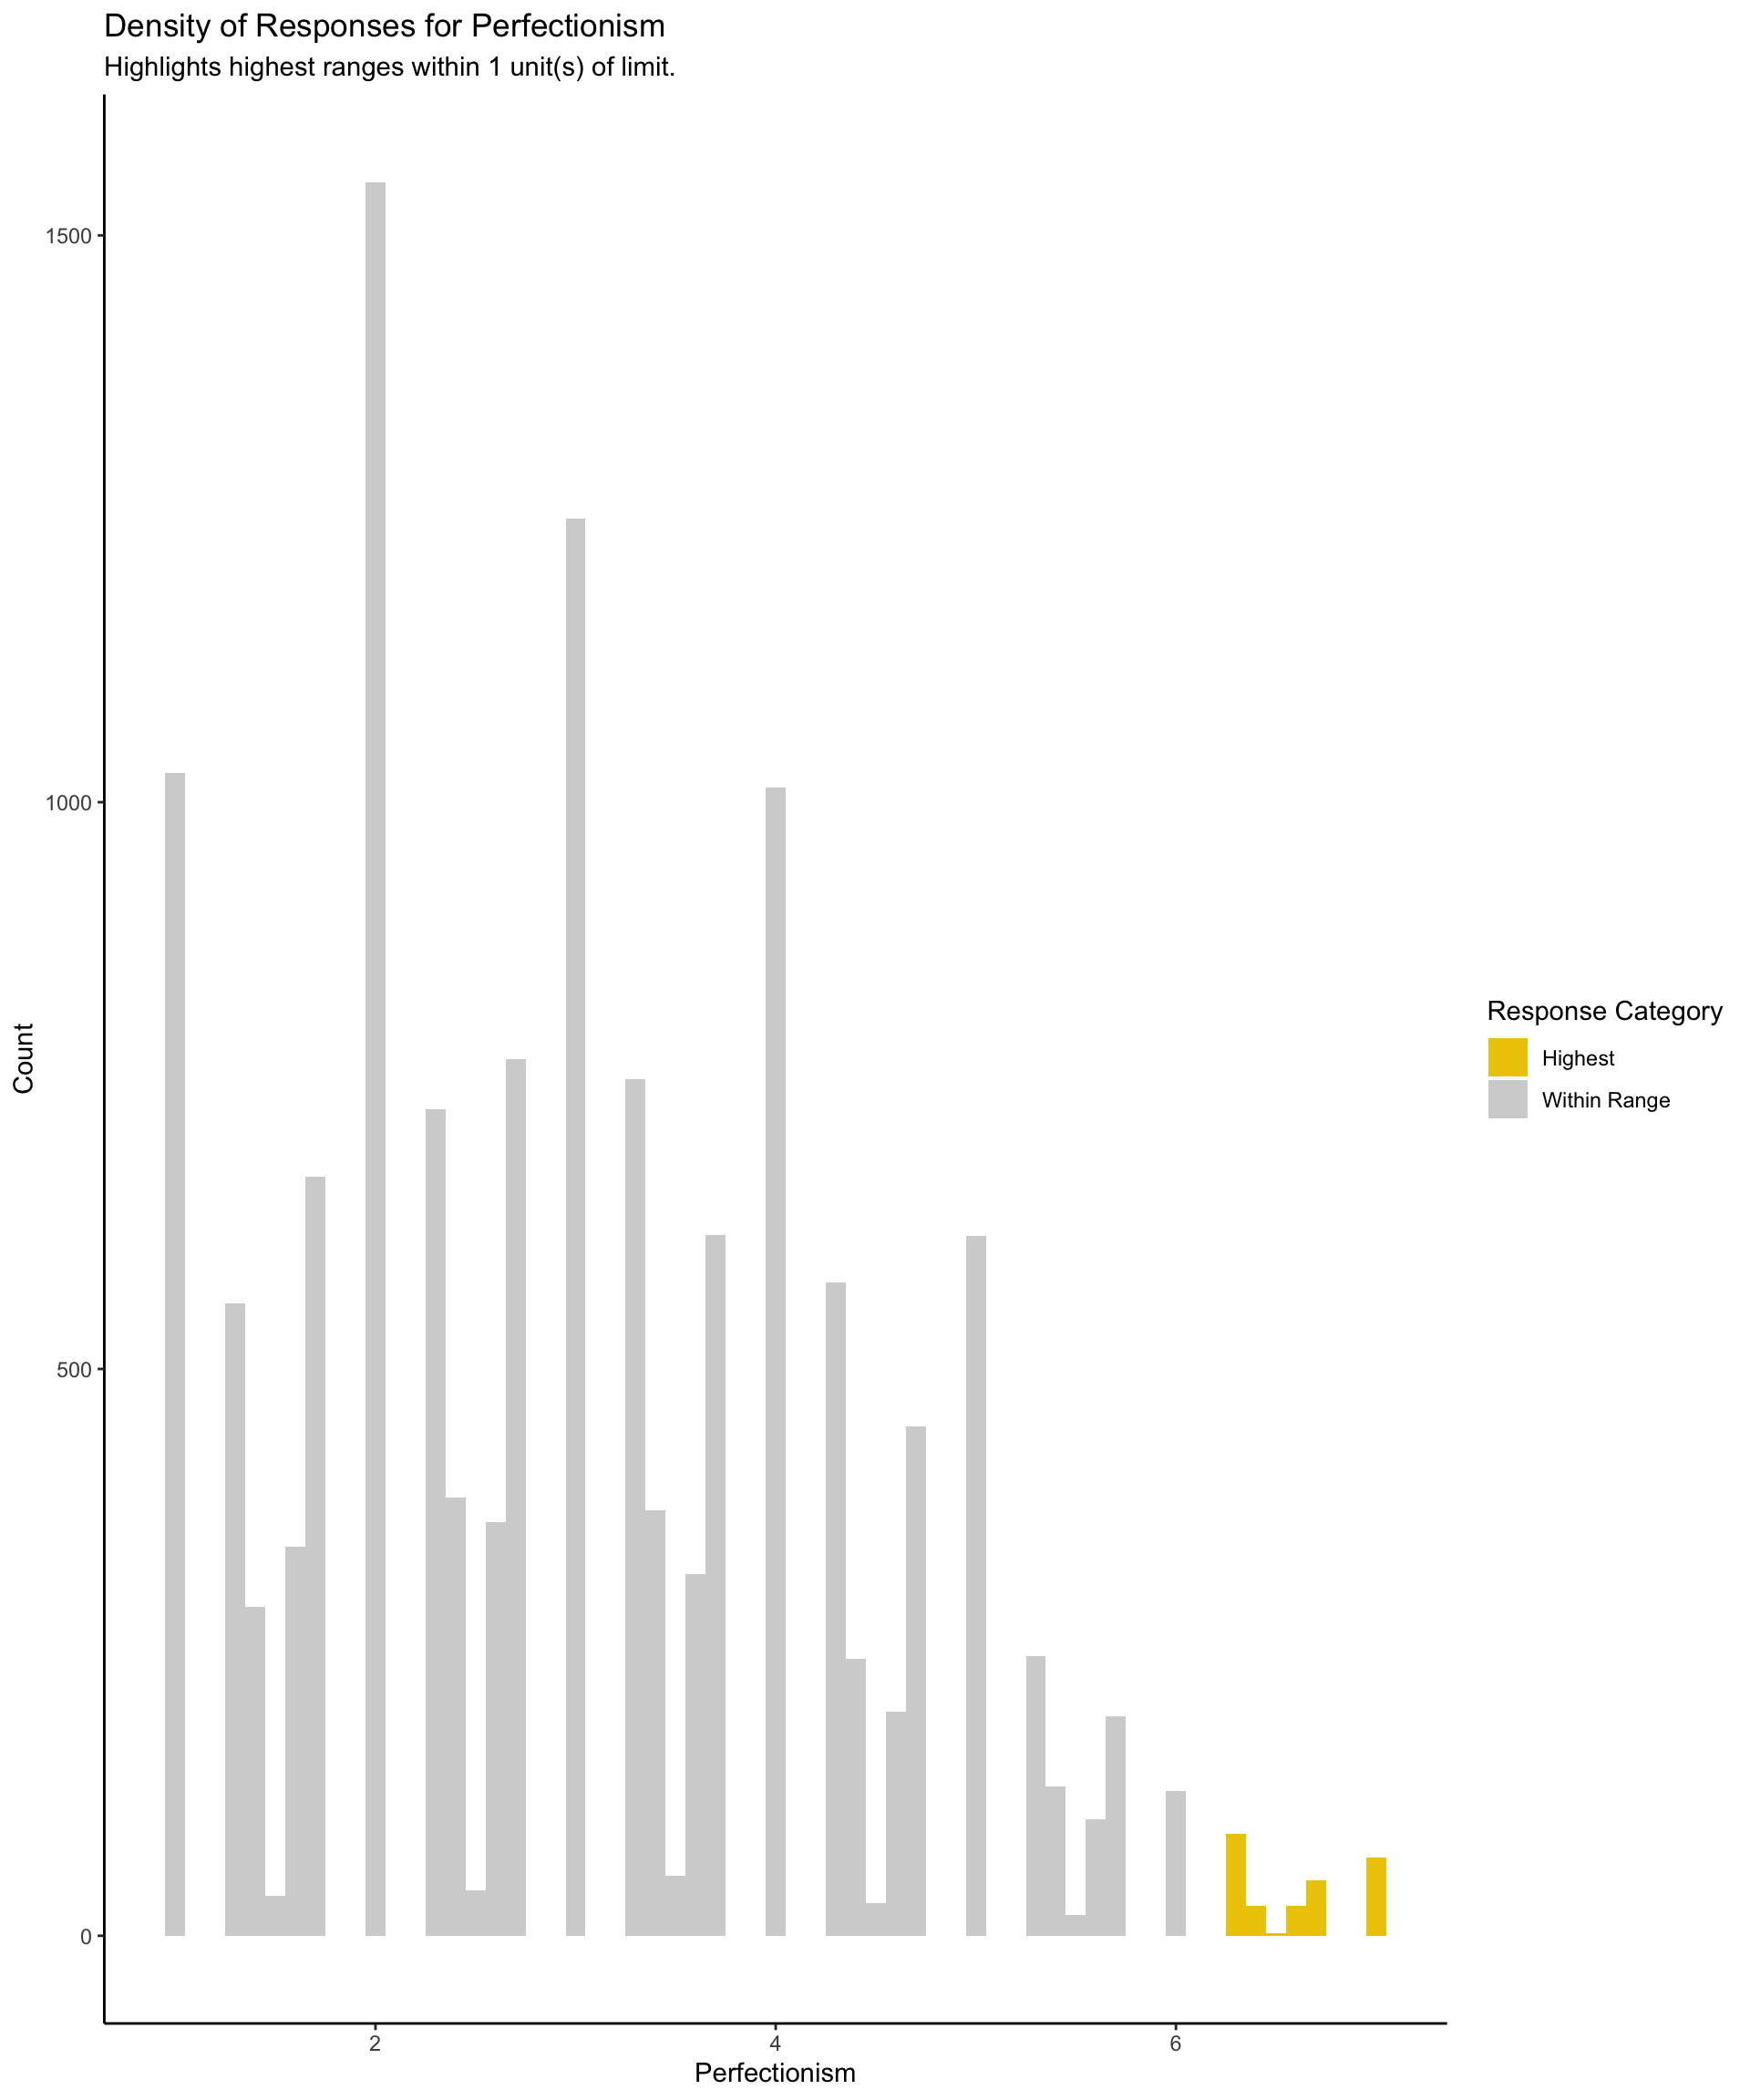 Density of Responses for Perfectionism
Highlights highest ranges within 1 unit(s) of limit.
1500
1000
500
0
Count
2
4
6
Perfectionism
Response Category
Highest
Within Range